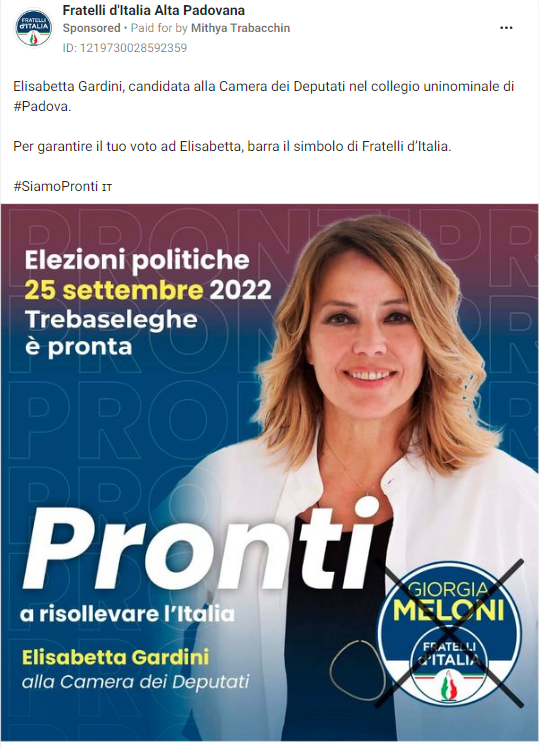 Fratelli d'Italia Alta Padovana
Sponsored • Paid for by Mithya Trabacchin
ID: 1219730028592359
Elisabetta Gardini, candidata alla Camera dei Deputati nel collegio uninominale di
#Padova.
Per garantire il tuo voto ad Elisabetta, barra il simbolo di Fratelli d’Italia.
#SiamoPronti IT
PRONTI PR
Elezioni politiche
25 settembre 2022
Trebaseleghe
è pronta
Pronti
a risollevare l’Italia
Elisabetta Gardini
alla Camera dei Deputati
GIORGIA
MELONI
FRATELLI
d'ITALIA